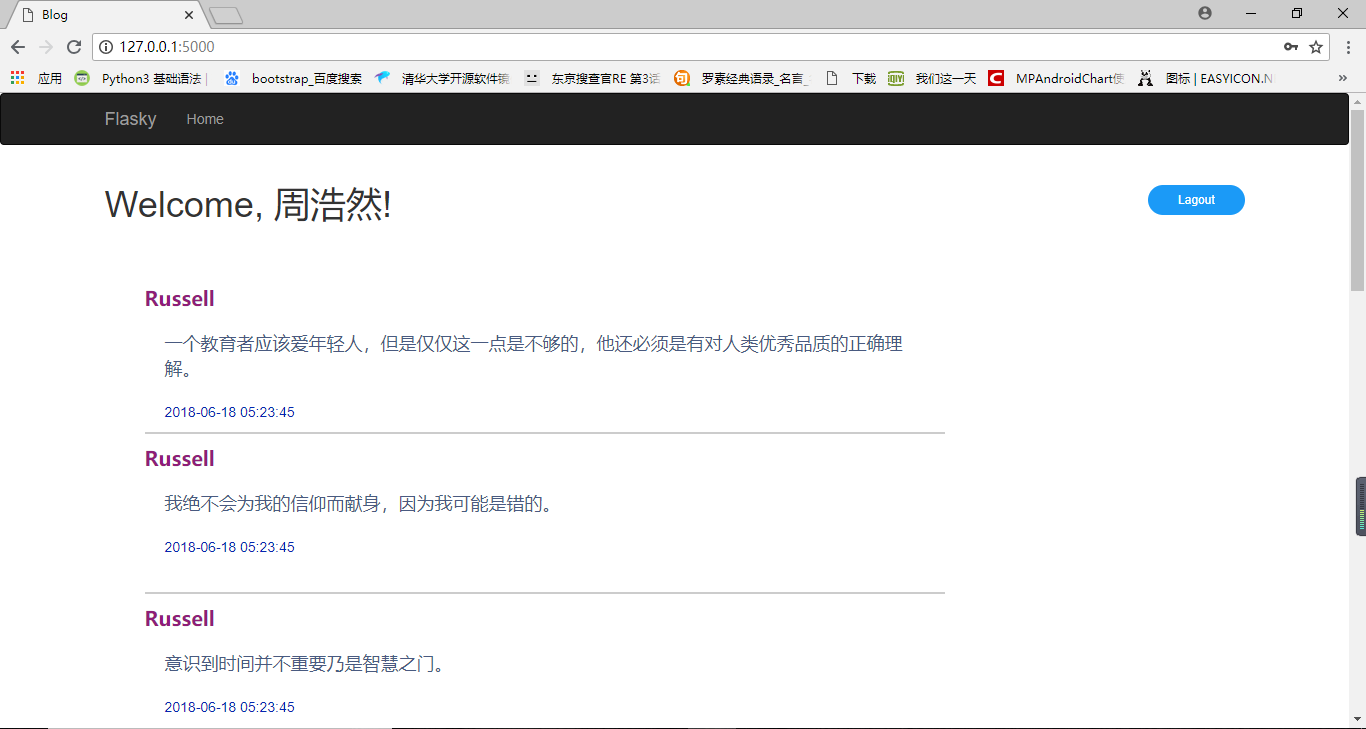 Blog
127.0.0.1:5000
应用 Python3 基础语法 bootstrap_百度搜索 清华大学开源软件镜 东京搜查官RE 第3话 罗素经典语录_名言_ 下载 我们这一天 MPAndroidChart使 图标 | EASYICON.N
Flasky Home
Welcome, 周浩然!
Lagout
Russell
一个教育者应该爱年轻人，但是仅仅这一点是不够的，他还必须是有对人类优秀品质的正确理
解。
2018-06-18 05:23:45
Russell
我绝不会为我的信仰而献身，因为我可能是错的。
2018-06-18 05:23:45
Russell
意识到时间并不重要乃是智慧之门。
2018-06-18 05:23:45